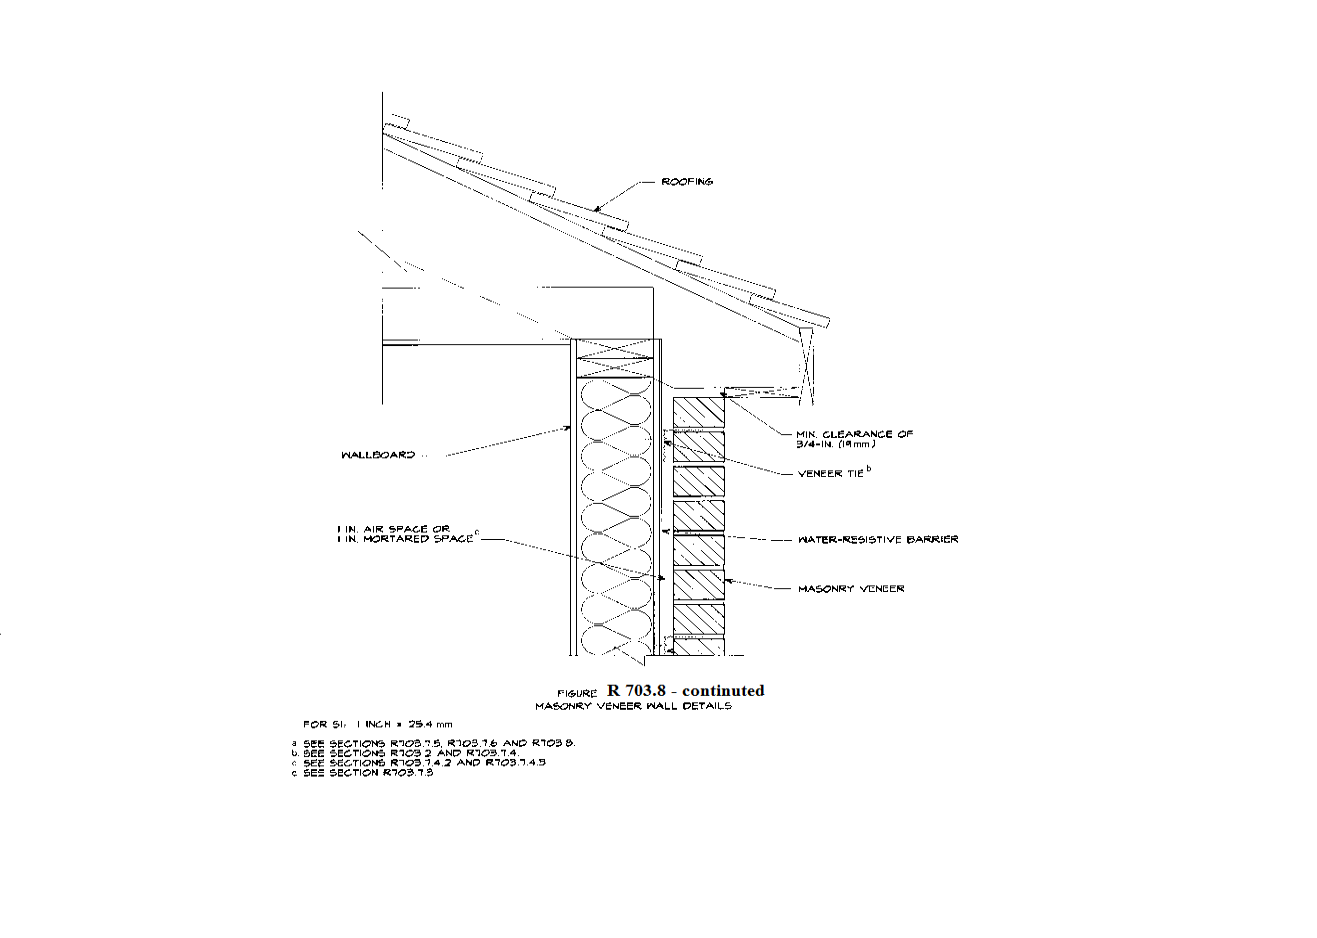 ROOFING
MIN. CLEARANCE OF
3/4-IN. (19mm)
WALLBOARD
VENEER TIE b
1 IN. AIR SPACE OR
1 IN. MORTARED SPACE c
WATER-RESISTIVE BARRIER
MASONRY VENEER
FIGURE R 703.8 - continuted
MASONRY VENEER WALL DETAILS
FOR SI: 1 INCH = 25.4 mm
a SEE SECTIONS R703.7.5, R703.7.6 AND R703.8.
b. SEE SECTIONS R703.2 AND R703.7.4.
c SEE SECTIONS R703.7.4.2 AND R703.7.4.3
c SEE SECTION R703.7.3